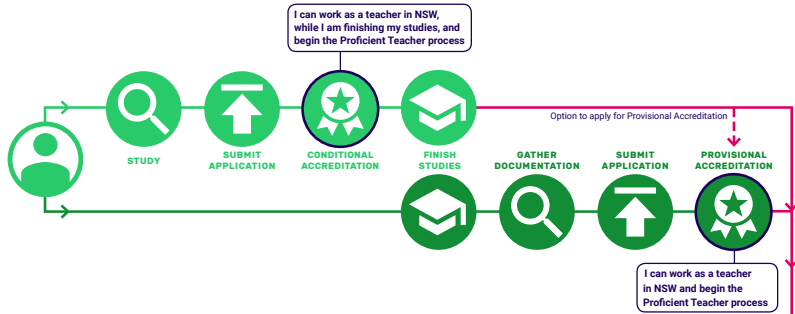 I can work as a teacher in NSW,
while I am finishing my studies, and
begin the Proficient Teacher process
Option to apply for Provisional Accreditation
STUDY
SUBMIT
APPLICATION
CONDITIONAL
ACCREDITATION
FINISH
STUDIES
GATHER
DOCUMENTATION
SUBMIT
APPLICATION
PROVISIONAL
ACCREDITATION
I can work as a teacher
in NSW and begin the
Proficient Teacher process